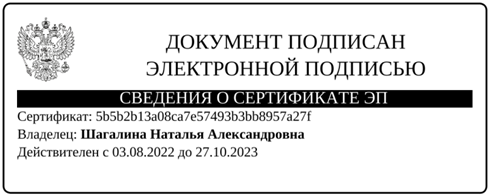 ДОКУМЕНТ ПОДПИСАН
ЭЛЕКТРОННОЙ ПОДПИСЬЮ
СВЕДЕНИЯ О СЕРТИФИКАТЕ ЭП
Сертификат: 5b5b2b13a08ca7e57493b3bb8957a27f
Владелец: Шагалина Наталья Александровна
Действителен с 03.08.2022 до 27.10.2023